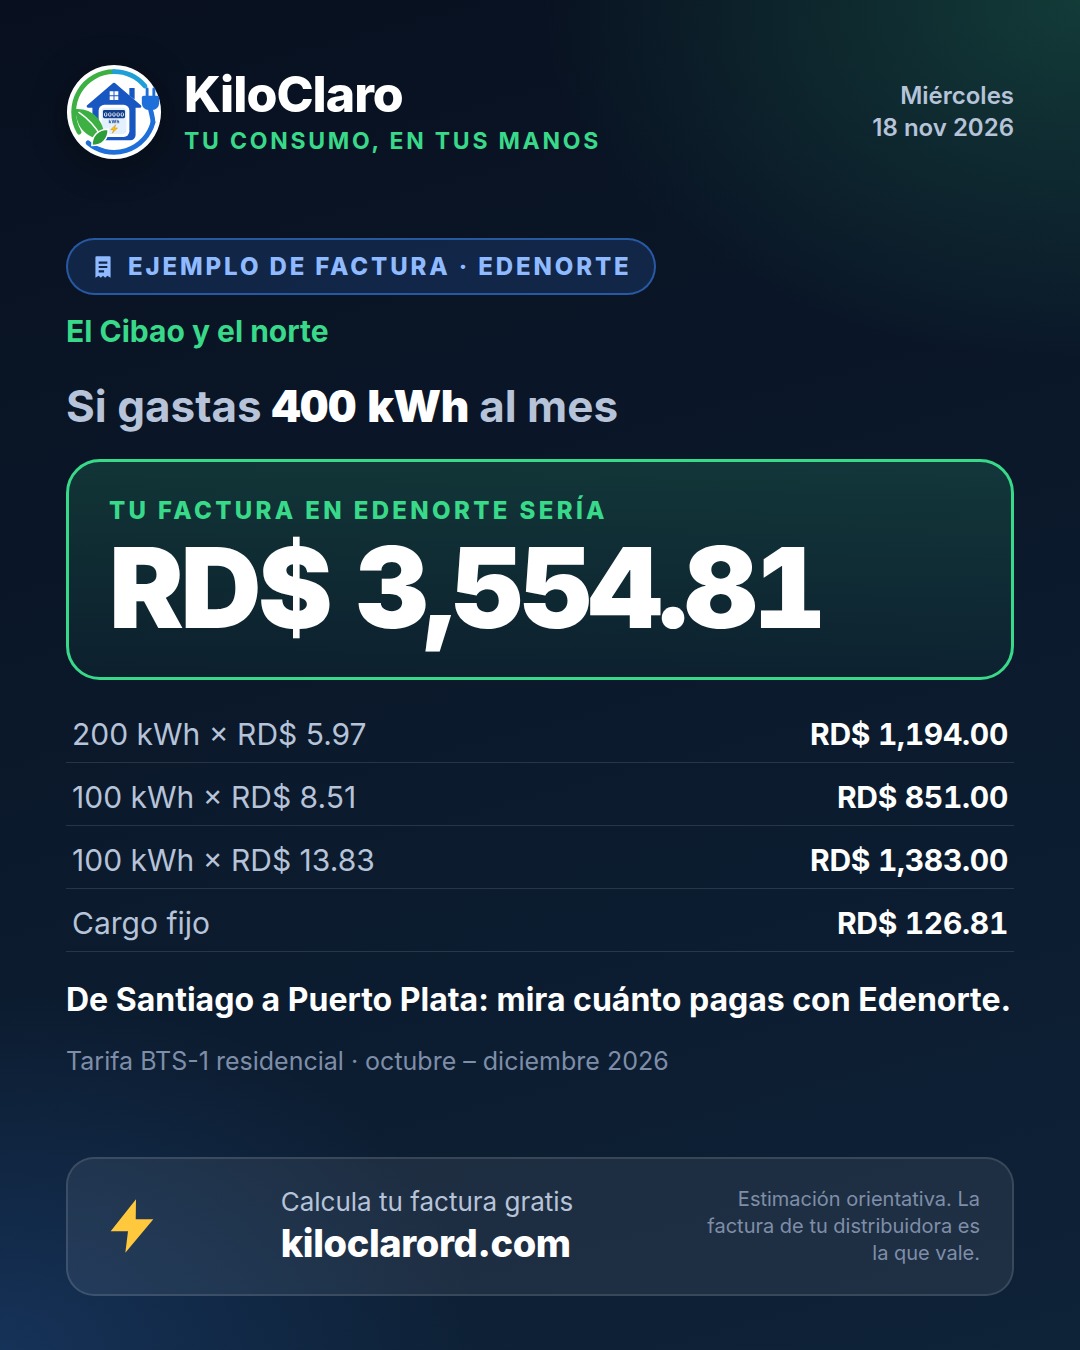 KiloClaro
TU CONSUMO, EN TUS MANOS
Miércoles
18 nov 2026
EJEMPLO DE FACTURA · EDENORTE
El Cibao y el norte
Si gastas 400 kWh al mes
TU FACTURA EN EDENORTE SERÍA
RD$ 3,554.81
200 kWh × RD$ 5.97 RD$ 1,194.00
100 kWh × RD$ 8.51 RD$ 851.00
100 kWh × RD$ 13.83 RD$ 1,383.00
Cargo fijo RD$ 126.81
De Santiago a Puerto Plata: mira cuánto pagas con Edenorte.
Tarifa BTS-1 residencial · octubre – diciembre 2026
Calcula tu factura gratis
kiloclarord.com
Estimación orientativa. La
factura de tu distribuidora es
la que vale.